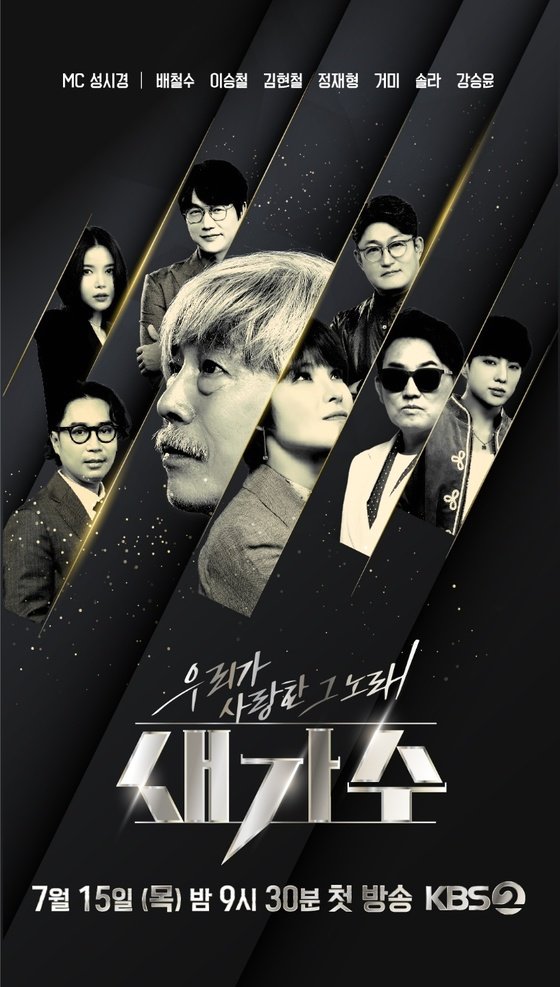 MC 성시경 | 배철수 이승철 김현철 정재형 거미 솔라 강승윤
우리가
사랑한 그 노래
새가수
7월 15일 (목) 밤 9시 30분 첫 방송 KBS2